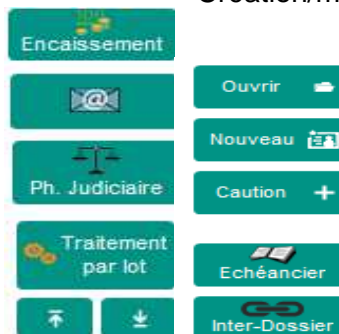 Création/
Encaissement
@
Ouvrir
Nouveau
Ph. Judiciaire
Caution +
Traitement
par lot
Echéancier
Inter-Dossier